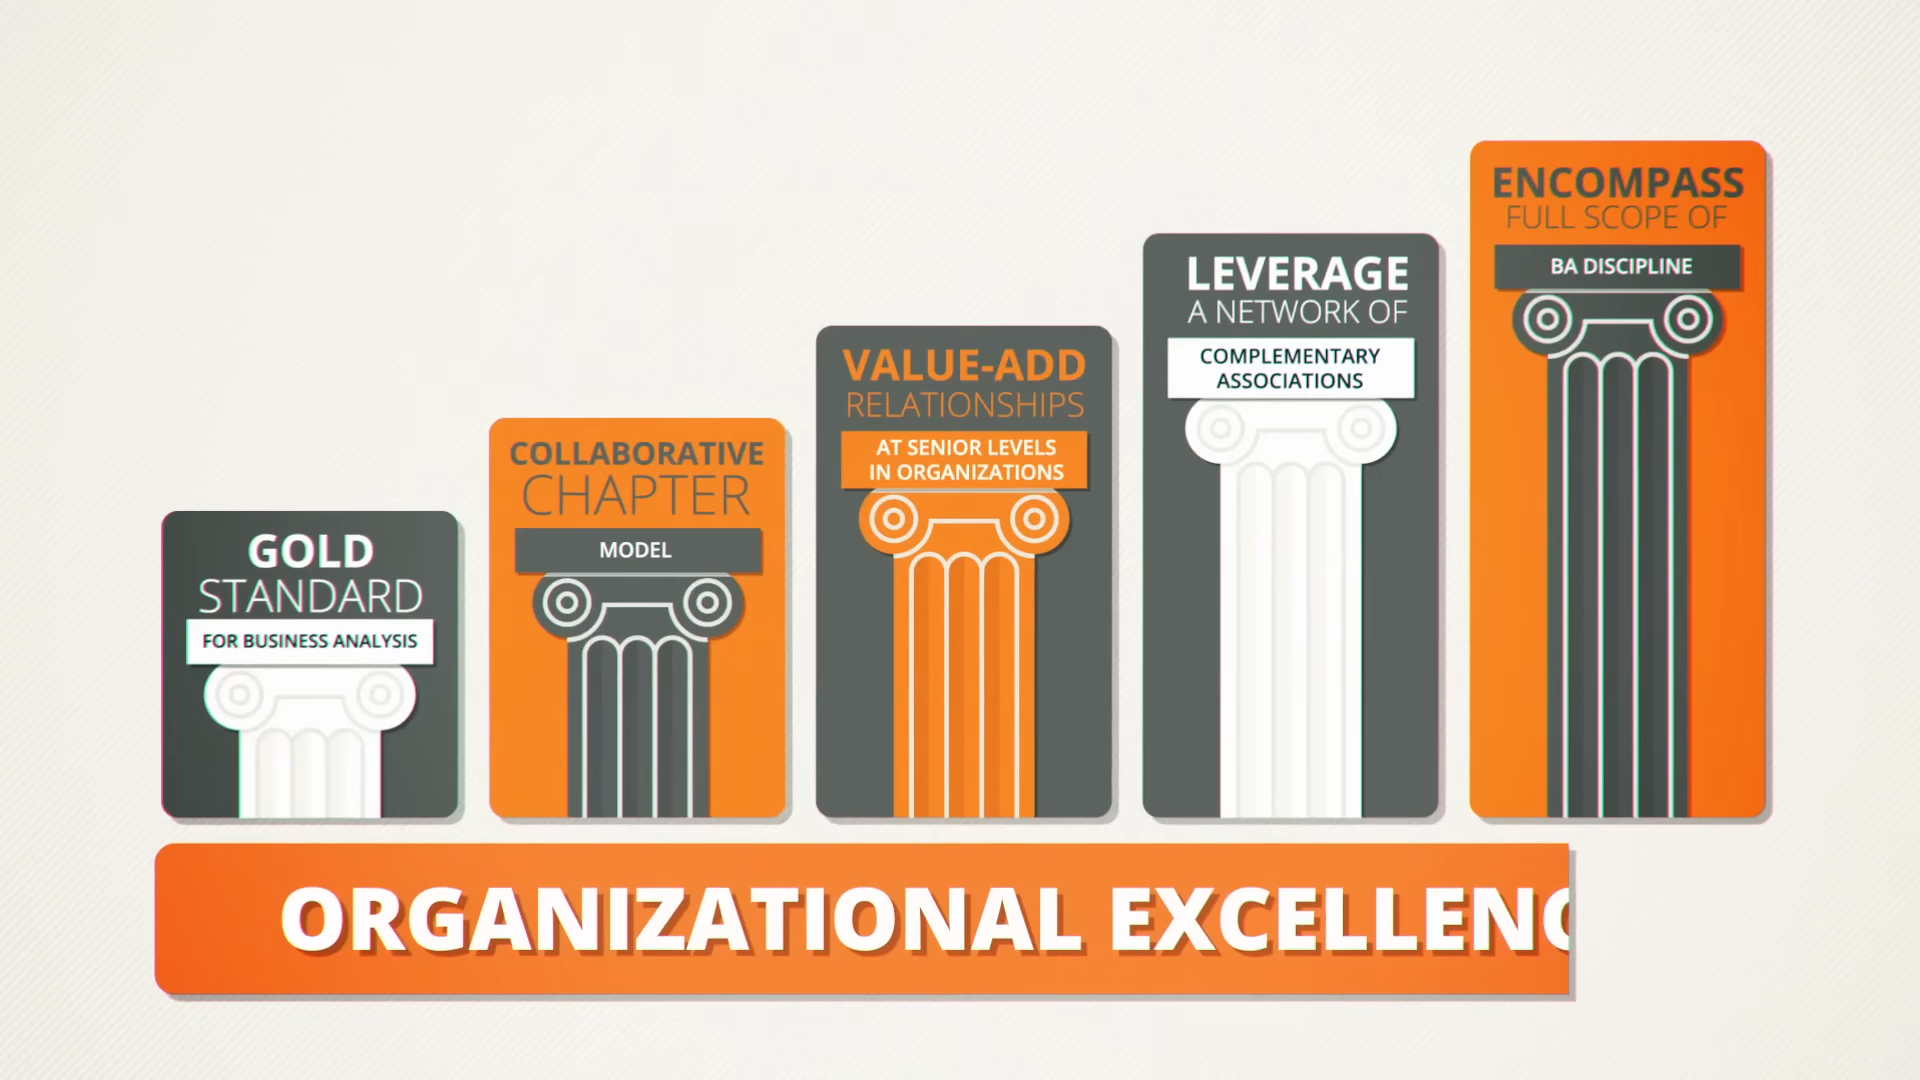 GOLD
STANDARD
FOR BUSINESS ANALYSIS
COLLABORATIVE
CHAPTER
MODEL
VALUE-ADD
RELATIONSHIPS
AT SENIOR LEVELS
IN ORGANIZATIONS
LEVERAGE
A NETWORK OF
COMPLEMENTARY
ASSOCIATIONS
ENCOMPASS
FULL SCOPE OF
BA DISCIPLINE
ORGANIZATIONAL EXCELLENC